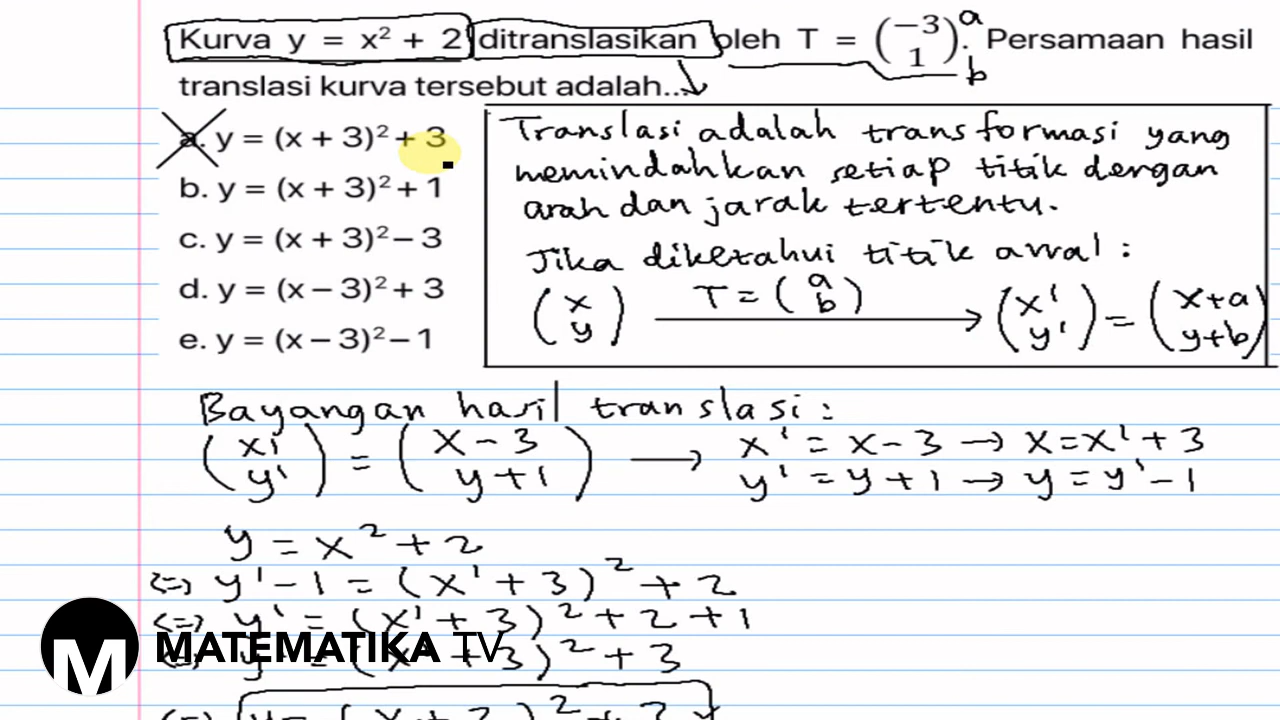 Kurva y = x² + 2 ditranslasikan oleh T = (−3 1). Persamaan hasil
a
b
translasi kurva tersebut adalah...
a. y = (x + 3)² + 3
b. y = (x + 3)² + 1
c. y = (x + 3)² − 3
d. y = (x − 3)² + 3
e. y = (x − 3)² − 1
Translasi adalah transformasi yang
memindahkan setiap titik dengan
arah dan jarak tertentu.
Jika diketahui titik awal :
(x y) T = (a b) → (x' y') = (x+a y+b)
Bayangan hasil translasi :
(x' y') = (x − 3 y + 1) → x' = x − 3 → x = x' + 3
y' = y + 1 → y = y' − 1
y = x² + 2
⇔ y' − 1 = (x' + 3)² + 2
⇔ y' = (x' + 3)² + 2 + 1
⇔ y' = (x' + 3)² + 3
M MATEMATIKA TV